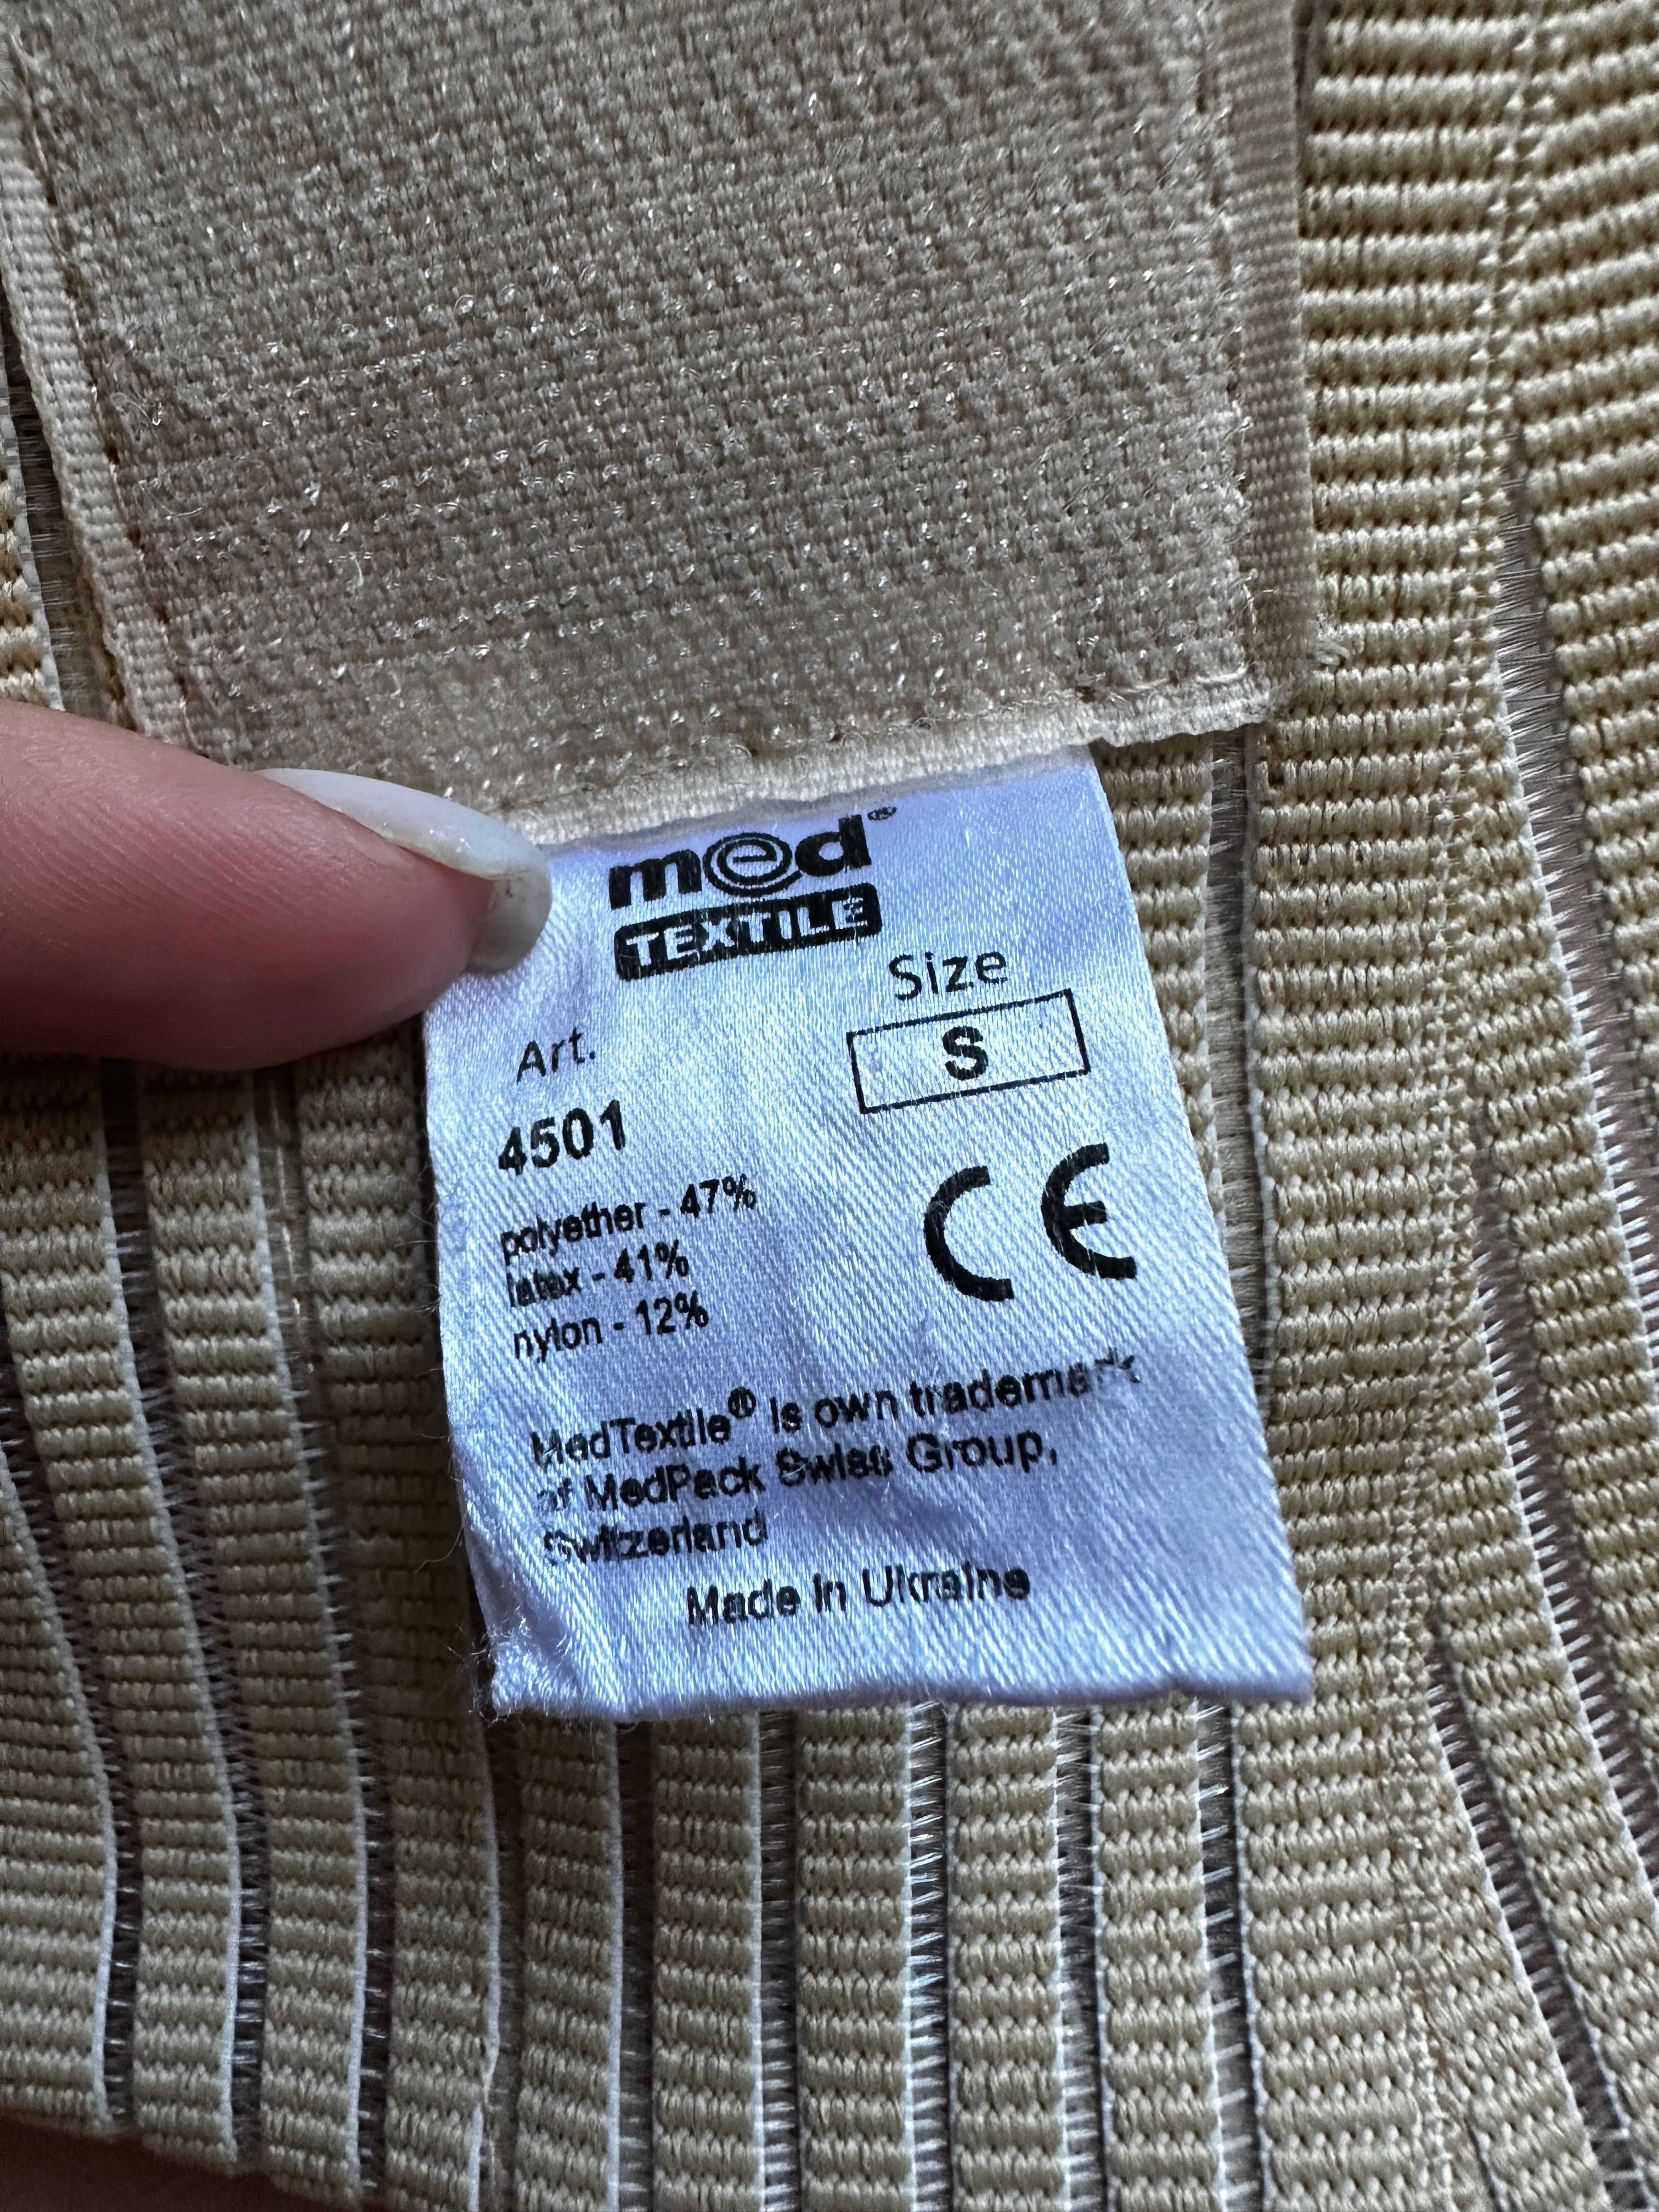 med®
TEXTILE
Size
S
Art.
4501
polyether - 47%
latex - 41%
nylon - 12%
CE
MedTextile® is own trademark
of MedPack Swiss Group,
Switzerland
Made in Ukraine